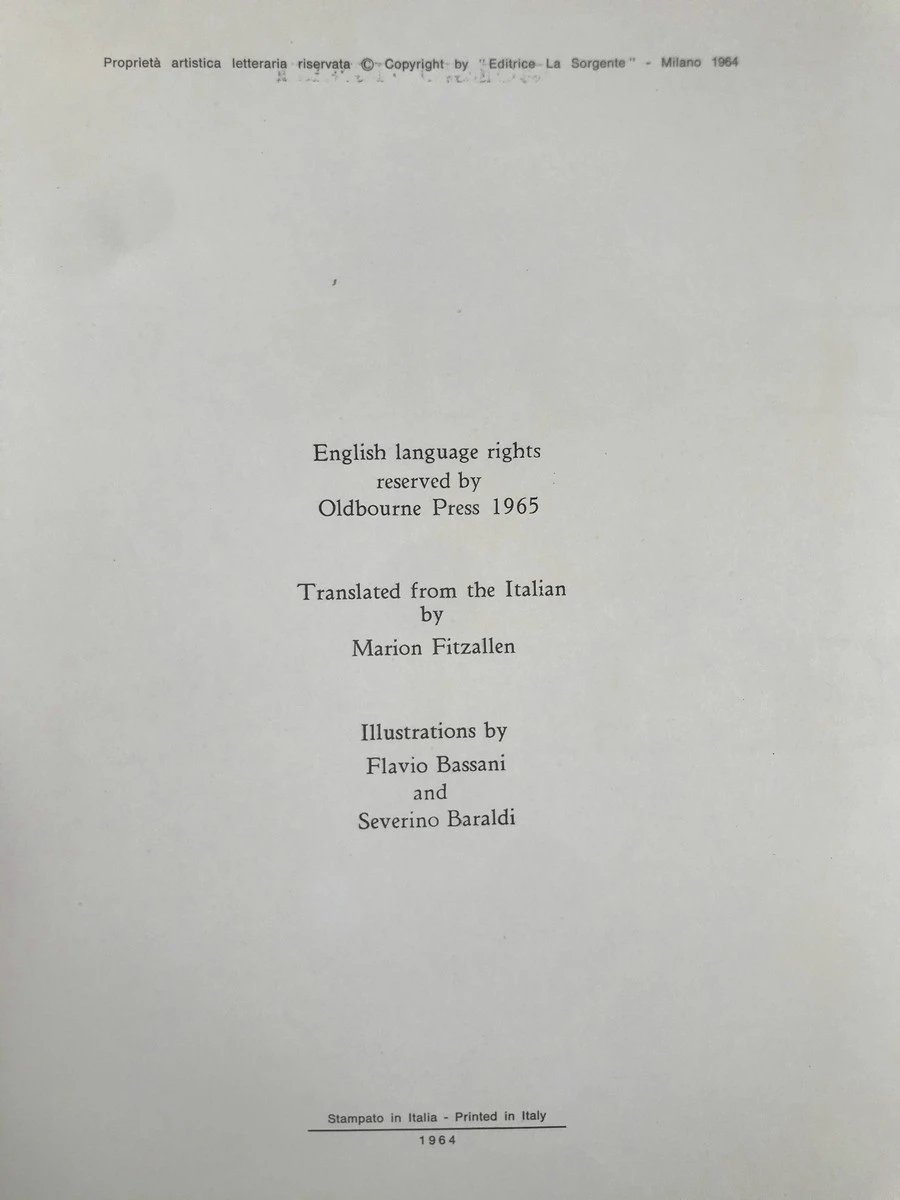 Proprietà artistica letteraria riservata © Copyright by "Editrice La Sorgente" - Milano 1964
English language rights
reserved by
Oldbourne Press 1965
Translated from the Italian
by
Marion Fitzallen
Illustrations by
Flavio Bassani
and
Severino Baraldi
Stampato in Italia - Printed in Italy
1964